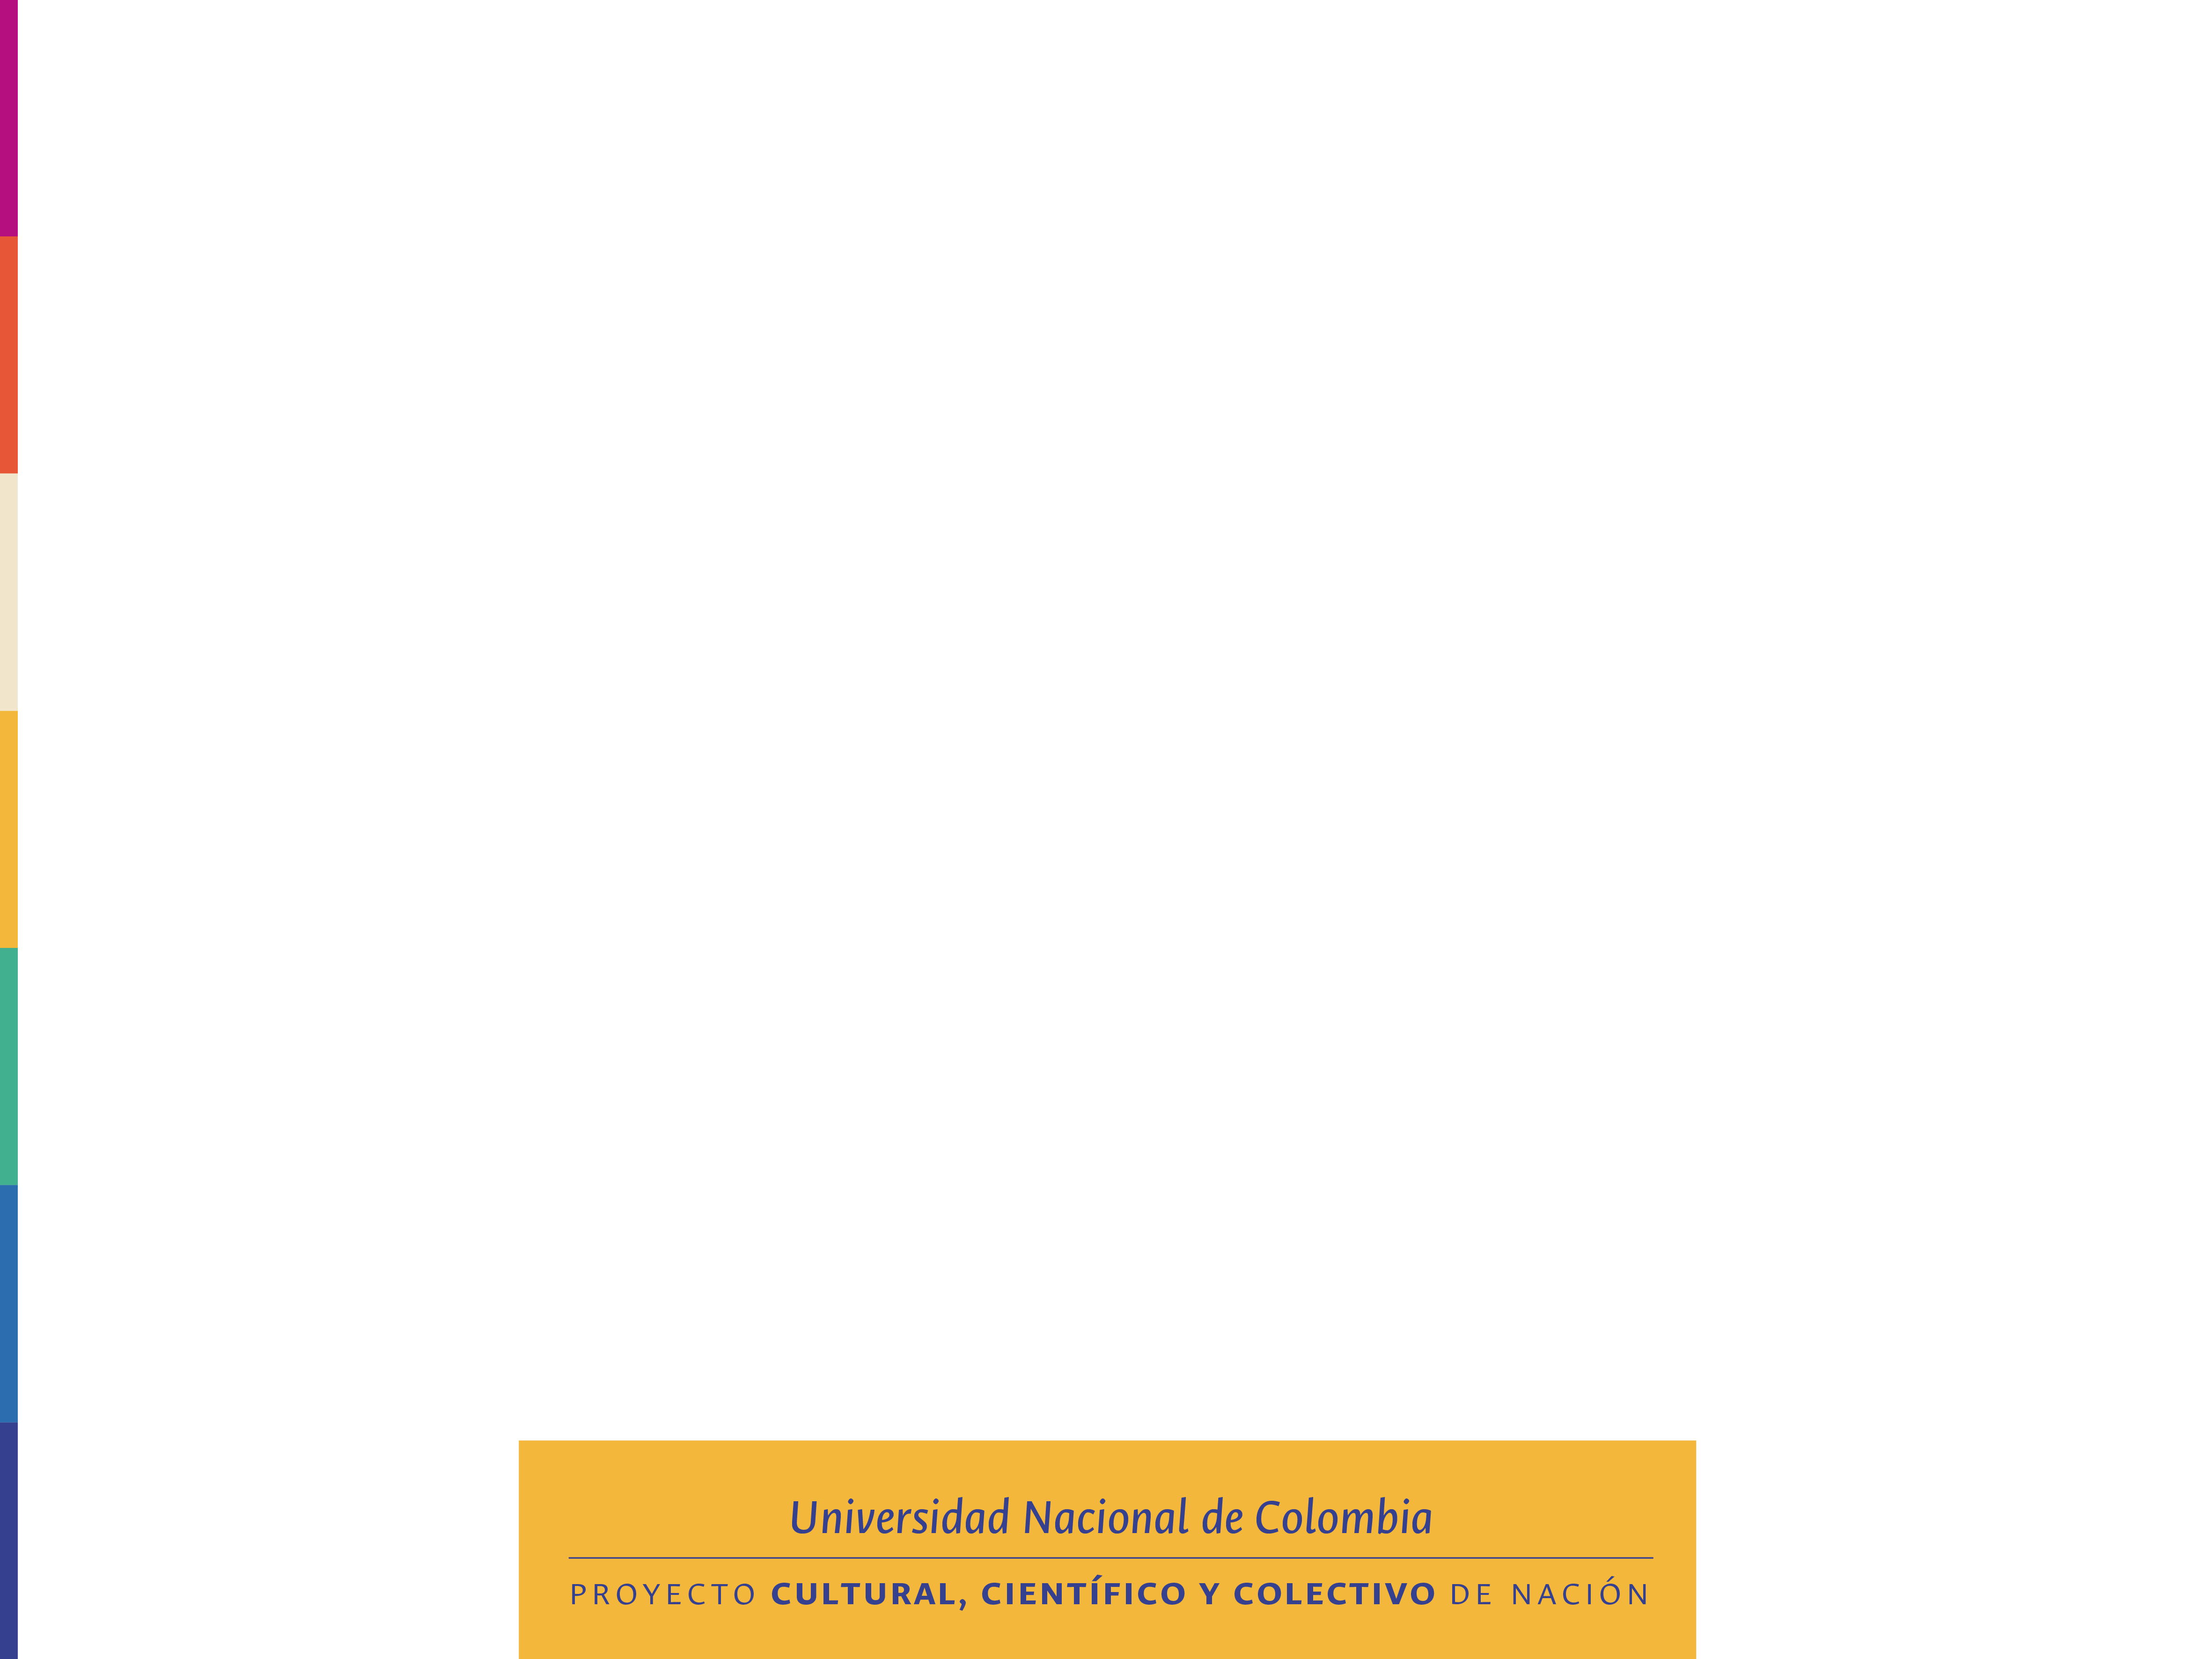 Universidad Nacional de Colombia
PROYECTO CULTURAL, CIENTÍFICO Y COLECTIVO DE NACIÓN